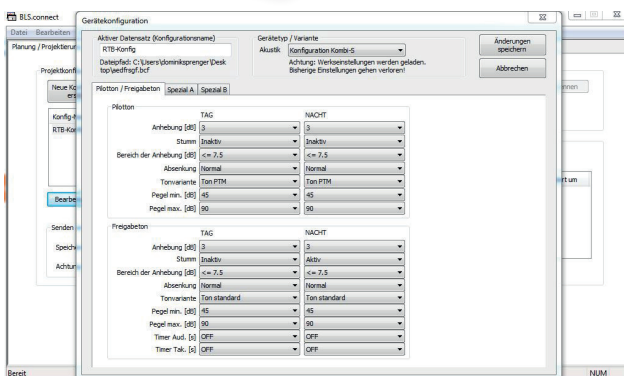 BLS.connect
Datei Bearbeiten
Planung / Projektierun
Projektkonfi
Neue Ko
ers
Konfig-N
RTB-Kon
Bearbe
Senden
Speiche
Achtun
Bereit
Gerätekonfiguration
Aktiver Datensatz (Konfigurationsname)
RTB-Konfig
Dateipfad: C:\Users\dominiksprenger\Desk
top\aedfrsgf.bcf
Gerätetyp / Variante
Akustik Konfiguration Kombi-S
Achtung: Werkseinstellungen werden geladen.
Bisherige Einstellungen gehen verloren!
Änderungen
speichern
Abbrechen
Pilotton / Freigabeton Spezial A Spezial B
Pilotton
TAG NACHT
Anhebung [dB] 3 3
Stumm Inaktiv Inaktiv
Bereich der Anhebung [dB] <= 7.5 <= 7.5
Absenkung Normal Normal
Tonvariante Ton PTM Ton PTM
Pegel min. [dB] 45 45
Pegel max. [dB] 90 90
Freigabeton
TAG NACHT
Anhebung [dB] 3 3
Stumm Inaktiv Aktiv
Bereich der Anhebung [dB] <= 7.5 <= 7.5
Absenkung Normal Normal
Tonvariante Ton standard Ton standard
Pegel min. [dB] 45 45
Pegel max. [dB] 90 90
Timer Aud. [s] OFF OFF
Timer Tak. [s] OFF OFF
nnen
rt um
NUM